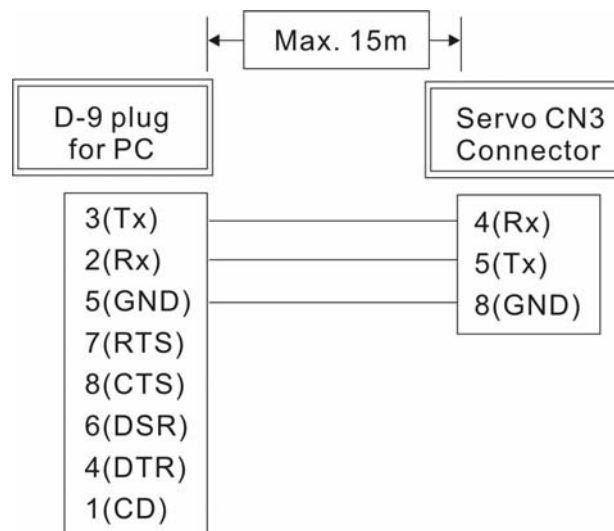 Max. 15m
D-9 plug
for PC
Servo CN3
Connector
3(Tx)
2(Rx)
5(GND)
7(RTS)
8(CTS)
6(DSR)
4(DTR)
1(CD)
4(Rx)
5(Tx)
8(GND)